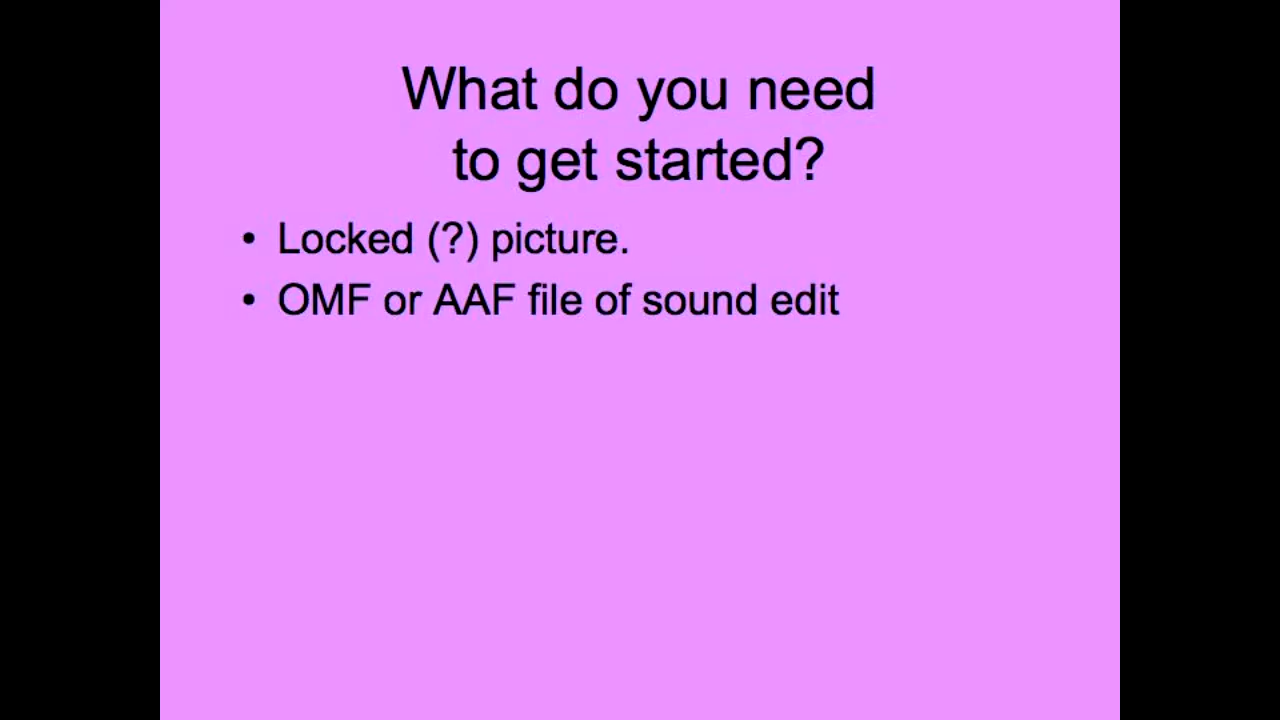 What do you need
to get started?
• Locked (?) picture.
• OMF or AAF file of sound edit